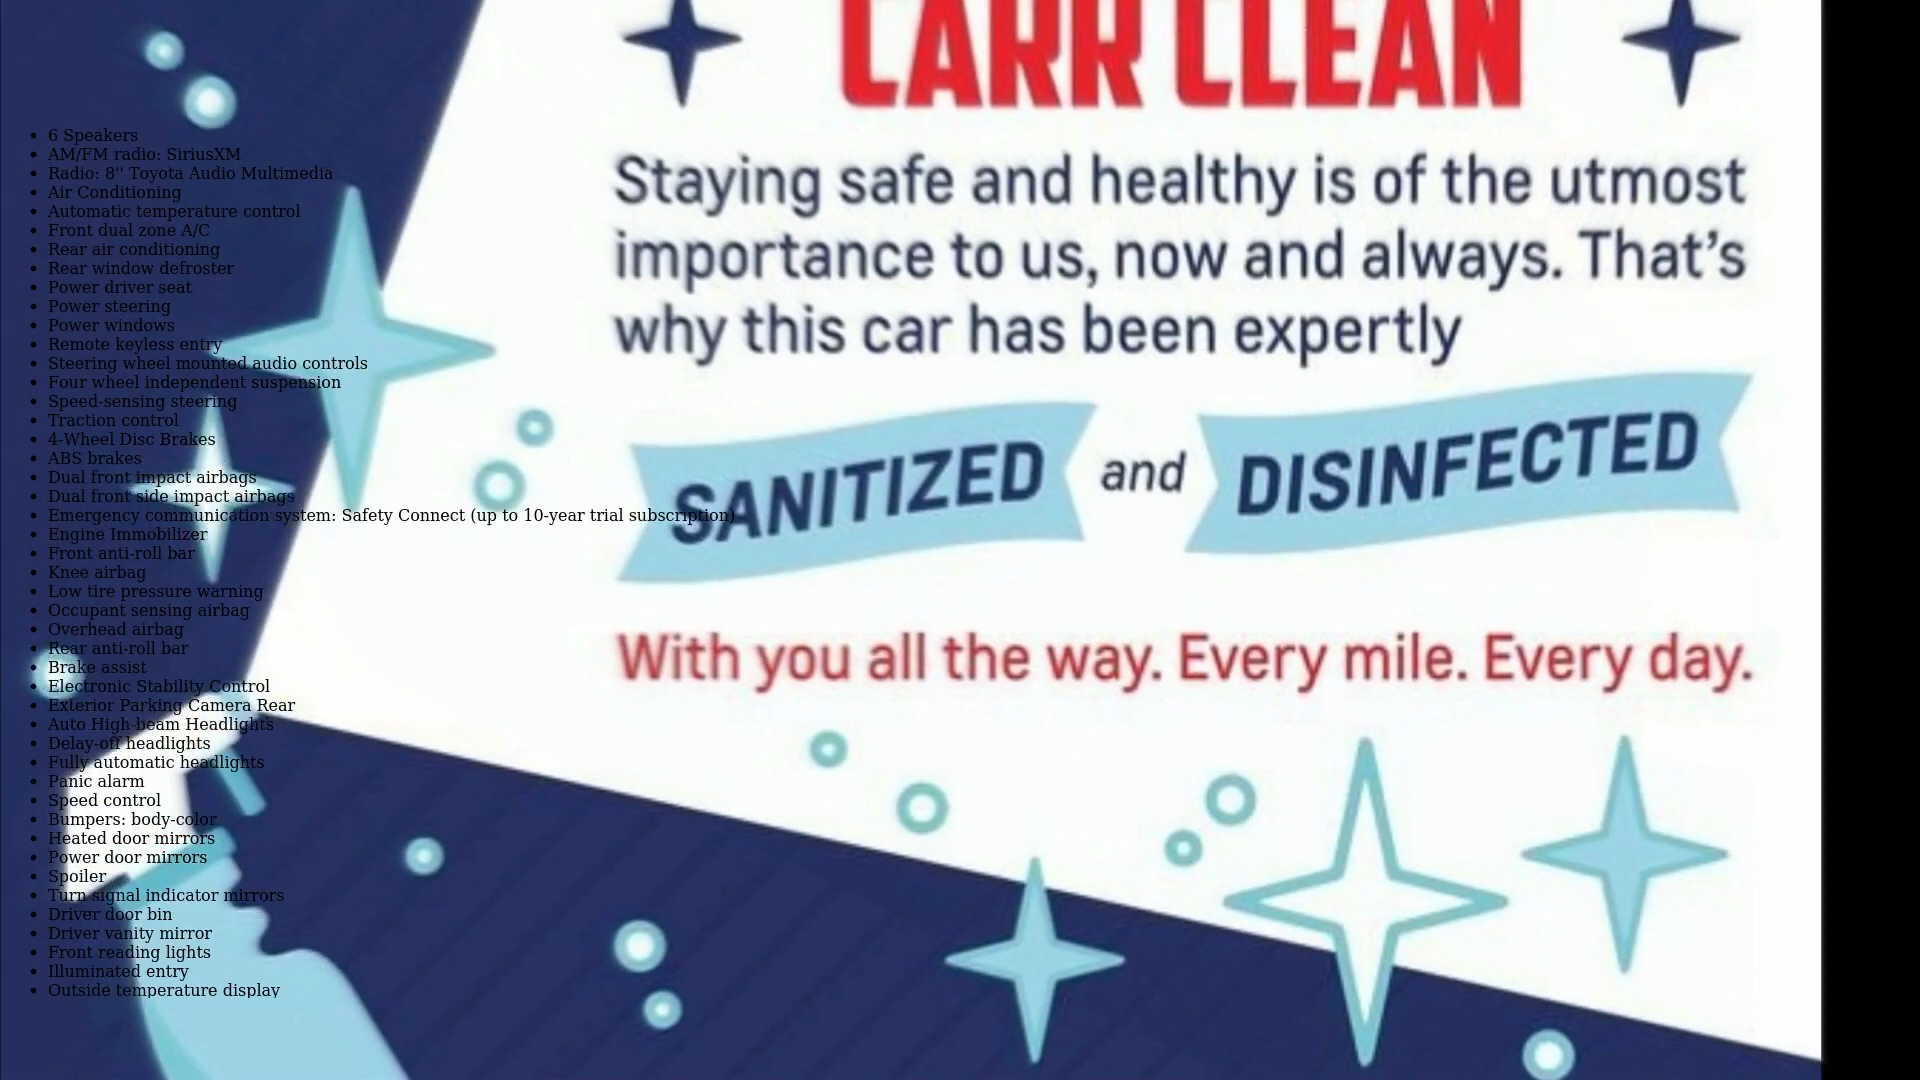 CARR CLEAN
Staying safe and healthy is of the utmost
importance to us, now and always. That’s
why this car has been expertly
SANITIZED and DISINFECTED
With you all the way. Every mile. Every day.
6 Speakers
AM/FM radio: SiriusXM
Radio: 8'' Toyota Audio Multimedia
Air Conditioning
Automatic temperature control
Front dual zone A/C
Rear air conditioning
Rear window defroster
Power driver seat
Power steering
Power windows
Remote keyless entry
Steering wheel mounted audio controls
Four wheel independent suspension
Speed-sensing steering
Traction control
4-Wheel Disc Brakes
ABS brakes
Dual front impact airbags
Dual front side impact airbags
Emergency communication system: Safety Connect (up to 10-year trial subscription)
Engine Immobilizer
Front anti-roll bar
Knee airbag
Low tire pressure warning
Occupant sensing airbag
Overhead airbag
Rear anti-roll bar
Brake assist
Electronic Stability Control
Exterior Parking Camera Rear
Auto High-beam Headlights
Delay-off headlights
Fully automatic headlights
Panic alarm
Speed control
Bumpers: body-color
Heated door mirrors
Power door mirrors
Spoiler
Turn signal indicator mirrors
Driver door bin
Driver vanity mirror
Front reading lights
Illuminated entry
Outside temperature display